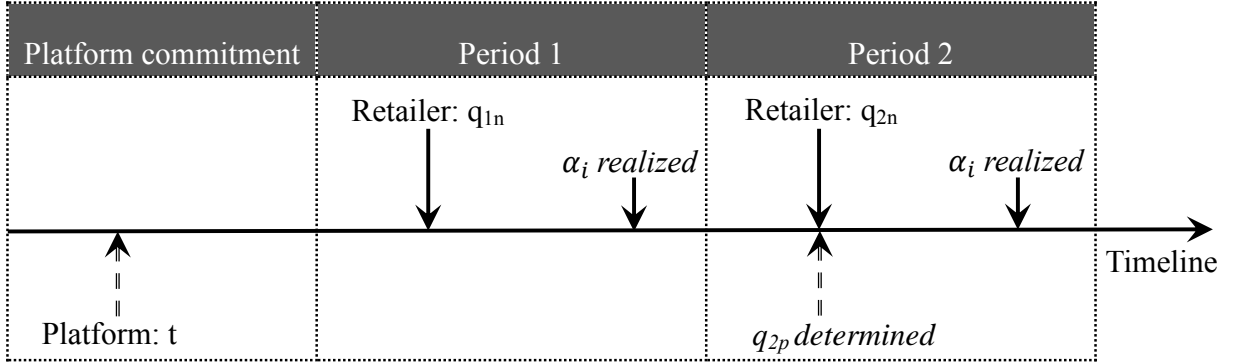 Platform commitment
Period 1
Period 2
Retailer: q1n
Retailer: q2n
αi realized
αi realized
Timeline
Platform: t
q2p determined